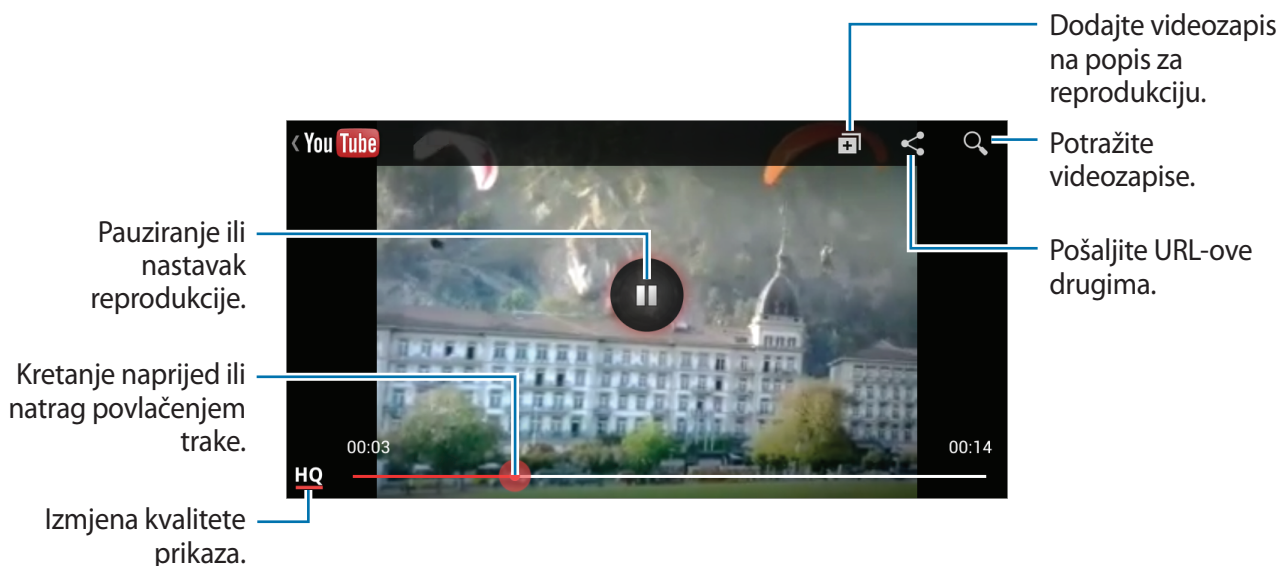 Dodajte videozapis
na popis za
reprodukciju.
You Tube
Potražite
videozapise.
Pauziranje ili
nastavak
reprodukcije.
Pošaljite URL-ove
drugima.
Kretanje naprijed ili
natrag povlačenjem
trake.
00:03
00:14
HQ
Izmjena kvalitete
prikaza.